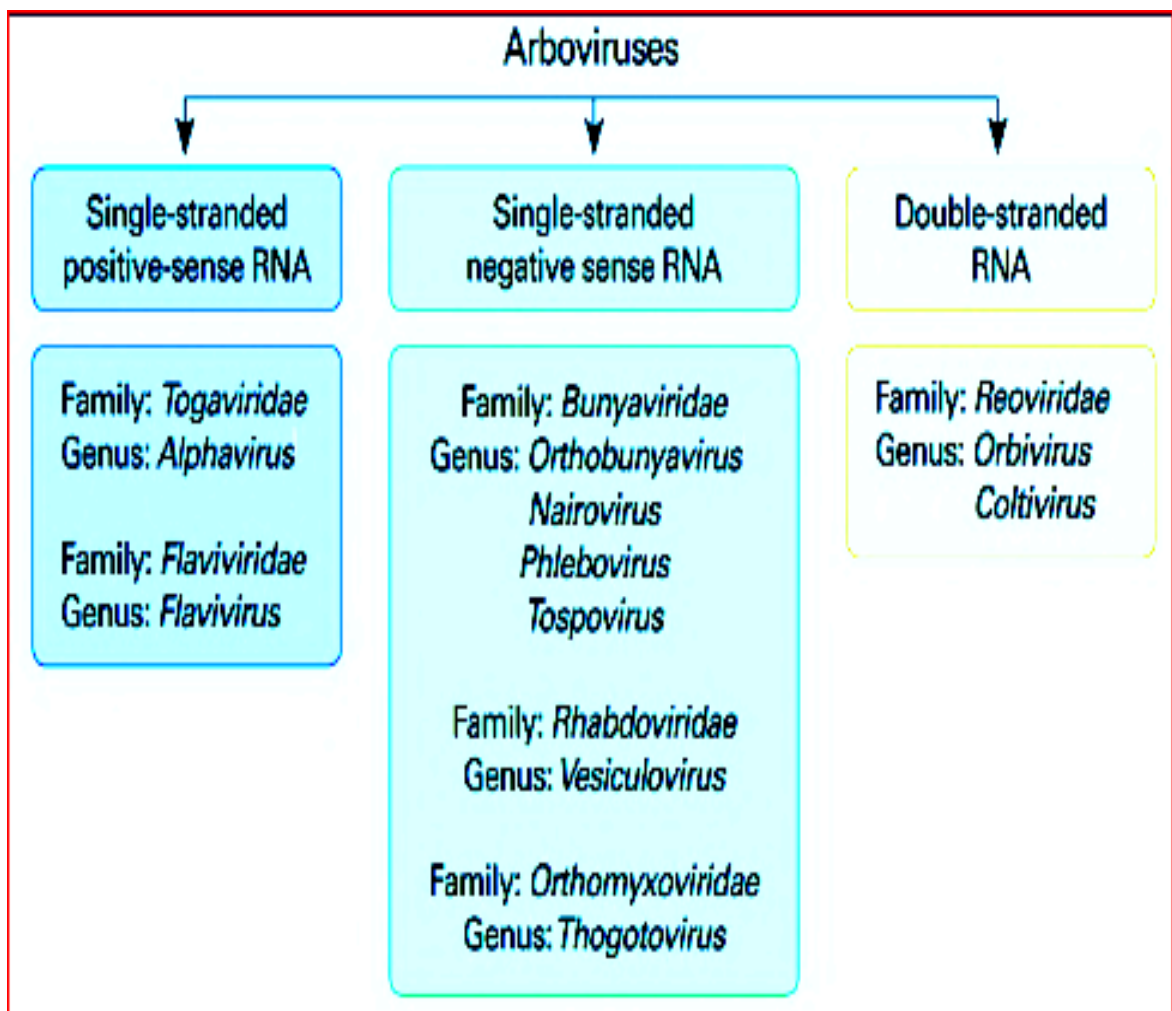 Arboviruses
Single-stranded
positive-sense RNA
Family: Togaviridae
Genus: Alphavirus
Family: Flaviviridae
Genus: Flavivirus
Single-stranded
negative sense RNA
Family: Bunyaviridae
Genus: Orthobunyavirus
Nairovirus
Phlebovirus
Tospovirus
Family: Rhabdoviridae
Genus: Vesiculovirus
Family: Orthomyxoviridae
Genus: Thogotovirus
Double-stranded
RNA
Family: Reoviridae
Genus: Orbivirus
Coltivirus